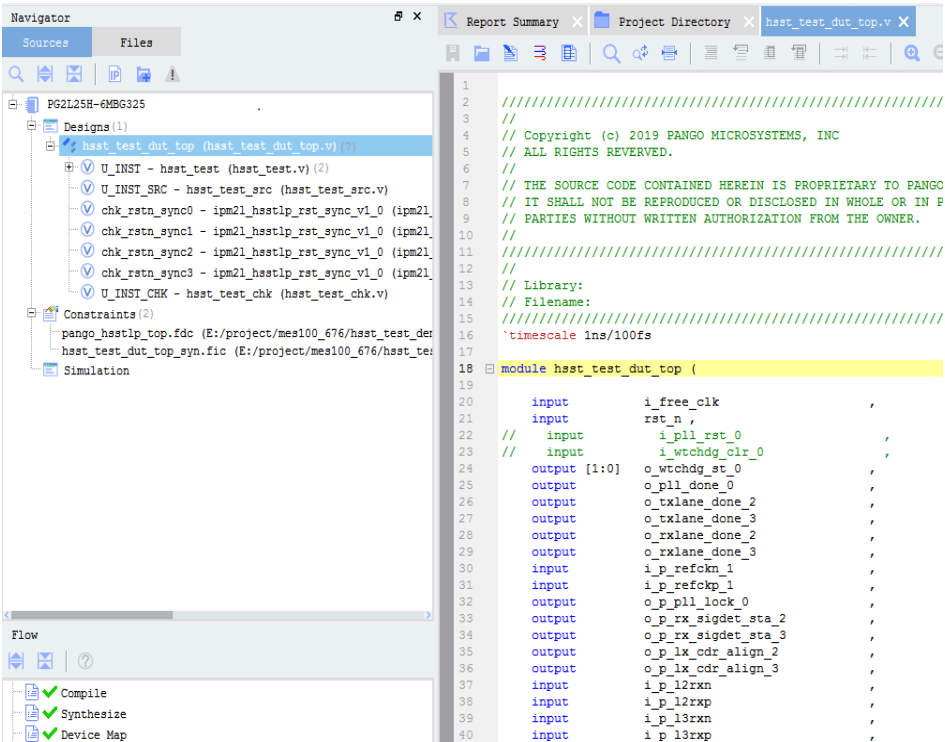 Navigator
Sources Files
PG2L25H-6MBG325
Designs(1)
hsst_test_dut_top (hsst_test_dut_top.v) (7)
U_INST - hsst_test (hsst_test.v) (2)
U_INST_SRC - hsst_test_src (hsst_test_src.v)
chk_rstn_sync0 - ipm2l_hsstlp_rst_sync_v1_0 (ipm2l_
chk_rstn_sync1 - ipm2l_hsstlp_rst_sync_v1_0 (ipm2l_
chk_rstn_sync2 - ipm2l_hsstlp_rst_sync_v1_0 (ipm2l_
chk_rstn_sync3 - ipm2l_hsstlp_rst_sync_v1_0 (ipm2l_
U_INST_CHK - hsst_test_chk (hsst_test_chk.v)
Constraints(2)
pango_hsstlp_top.fdc (E:/project/mes100_676/hsst_test_dem
hsst_test_dut_top_syn.fic (E:/project/mes100_676/hsst_tes
Simulation
Flow
Compile
Synthesize
Device Map
Report Summary Project Directory hsst_test_dut_top.v
1
2 ////////////////////////////////////////////////////////////
3 //
4 // Copyright (c) 2019 PANGO MICROSYSTEMS, INC
5 // ALL RIGHTS REVERVED.
6 //
7 // THE SOURCE CODE CONTAINED HEREIN IS PROPRIETARY TO PANGO
8 // IT SHALL NOT BE REPRODUCED OR DISCLOSED IN WHOLE OR IN P
9 // PARTIES WITHOUT WRITTEN AUTHORIZATION FROM THE OWNER.
10 //
11 ////////////////////////////////////////////////////////////
12 //
13 // Library:
14 // Filename:
15 ////////////////////////////////////////////////////////////
16 `timescale 1ns/100fs
17
18 module hsst_test_dut_top (
19
20 input i_free_clk ,
21 input rst_n ,
22 // input i_pll_rst_0 ,
23 // input i_wtchdg_clr_0 ,
24 output [1:0] o_wtchdg_st_0 ,
25 output o_pll_done_0 ,
26 output o_txlane_done_2 ,
27 output o_txlane_done_3 ,
28 output o_rxlane_done_2 ,
29 output o_rxlane_done_3 ,
30 input i_p_refckn_1 ,
31 input i_p_refckp_1 ,
32 output o_p_pll_lock_0 ,
33 output o_p_rx_sigdet_sta_2 ,
34 output o_p_rx_sigdet_sta_3 ,
35 output o_p_lx_cdr_align_2 ,
36 output o_p_lx_cdr_align_3 ,
37 input i_p_l2rxn ,
38 input i_p_l2rxp ,
39 input i_p_l3rxn ,
40 input i_p_l3rxp ,